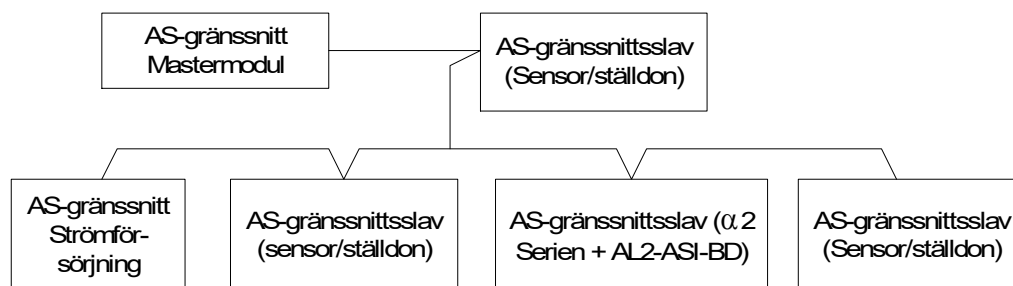 AS-gränssnitt
Mastermodul
AS-gränssnittsslav
(Sensor/ställdon)
AS-gränssnitt
Strömför-
sörjning
AS-gränssnittsslav
(sensor/ställdon)
AS-gränssnittsslav (α2
Serien + AL2-ASI-BD)
AS-gränssnittsslav
(Sensor/ställdon)